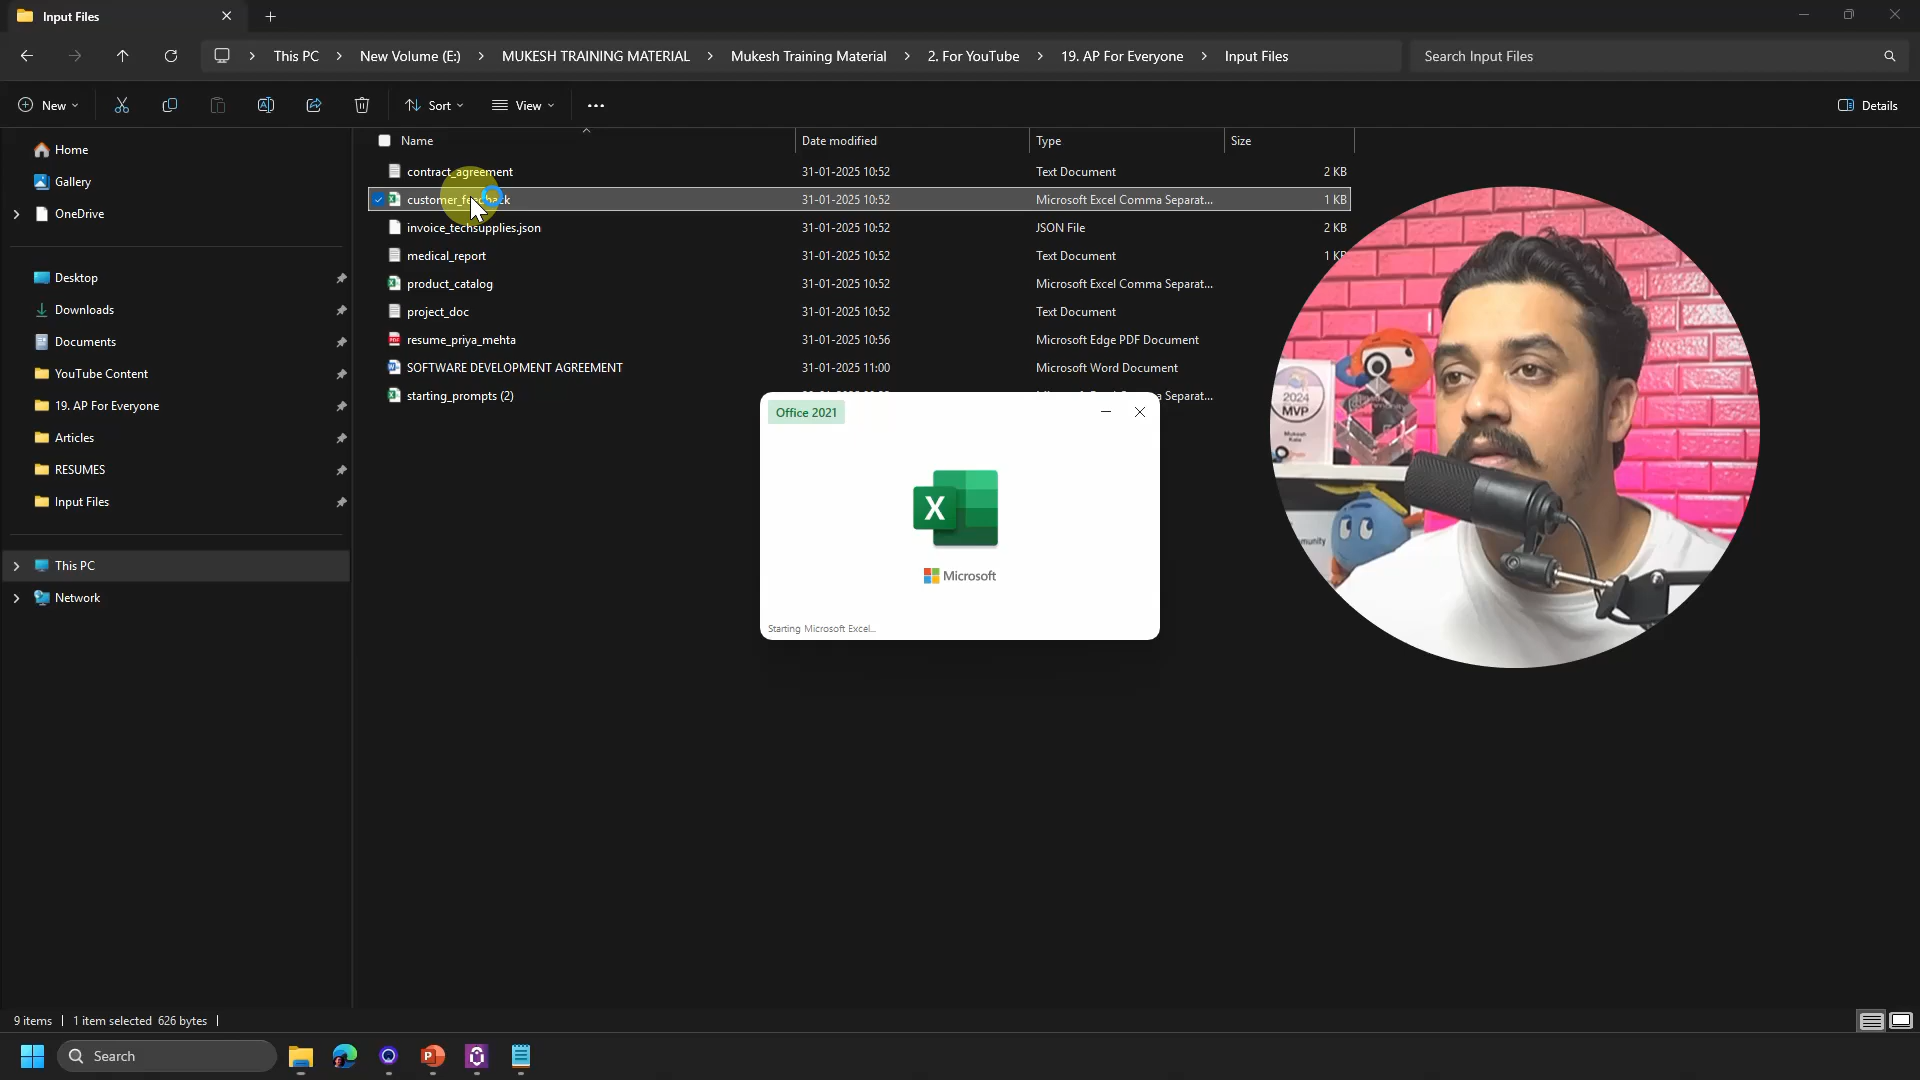 Input Files
This PC > New Volume (E:) > MUKESH TRAINING MATERIAL > Mukesh Training Material > 2. For YouTube > 19. AP For Everyone > Input Files
Search Input Files
New
Sort
View
Details
Name
Date modified
Type
Size
Home
Gallery
OneDrive
Desktop
Downloads
Documents
YouTube Content
19. AP For Everyone
Articles
RESUMES
Input Files
This PC
Network
contract_agreement 31-01-2025 10:52 Text Document 2 KB
customer_feedback 31-01-2025 10:52 Microsoft Excel Comma Separat... 1 KB
invoice_techsupplies.json 31-01-2025 10:52 JSON File 2 KB
medical_report 31-01-2025 10:52 Text Document 1 KB
product_catalog 31-01-2025 10:52 Microsoft Excel Comma Separat...
project_doc 31-01-2025 10:52 Text Document
resume_priya_mehta 31-01-2025 10:56 Microsoft Edge PDF Document
SOFTWARE DEVELOPMENT AGREEMENT 31-01-2025 11:00 Microsoft Word Document
starting_prompts (2) Separat...
Office 2021
X
Microsoft
Starting Microsoft Excel...
2024
MVP
Mukesh
Kala
9 items
1 item selected 626 bytes
Search